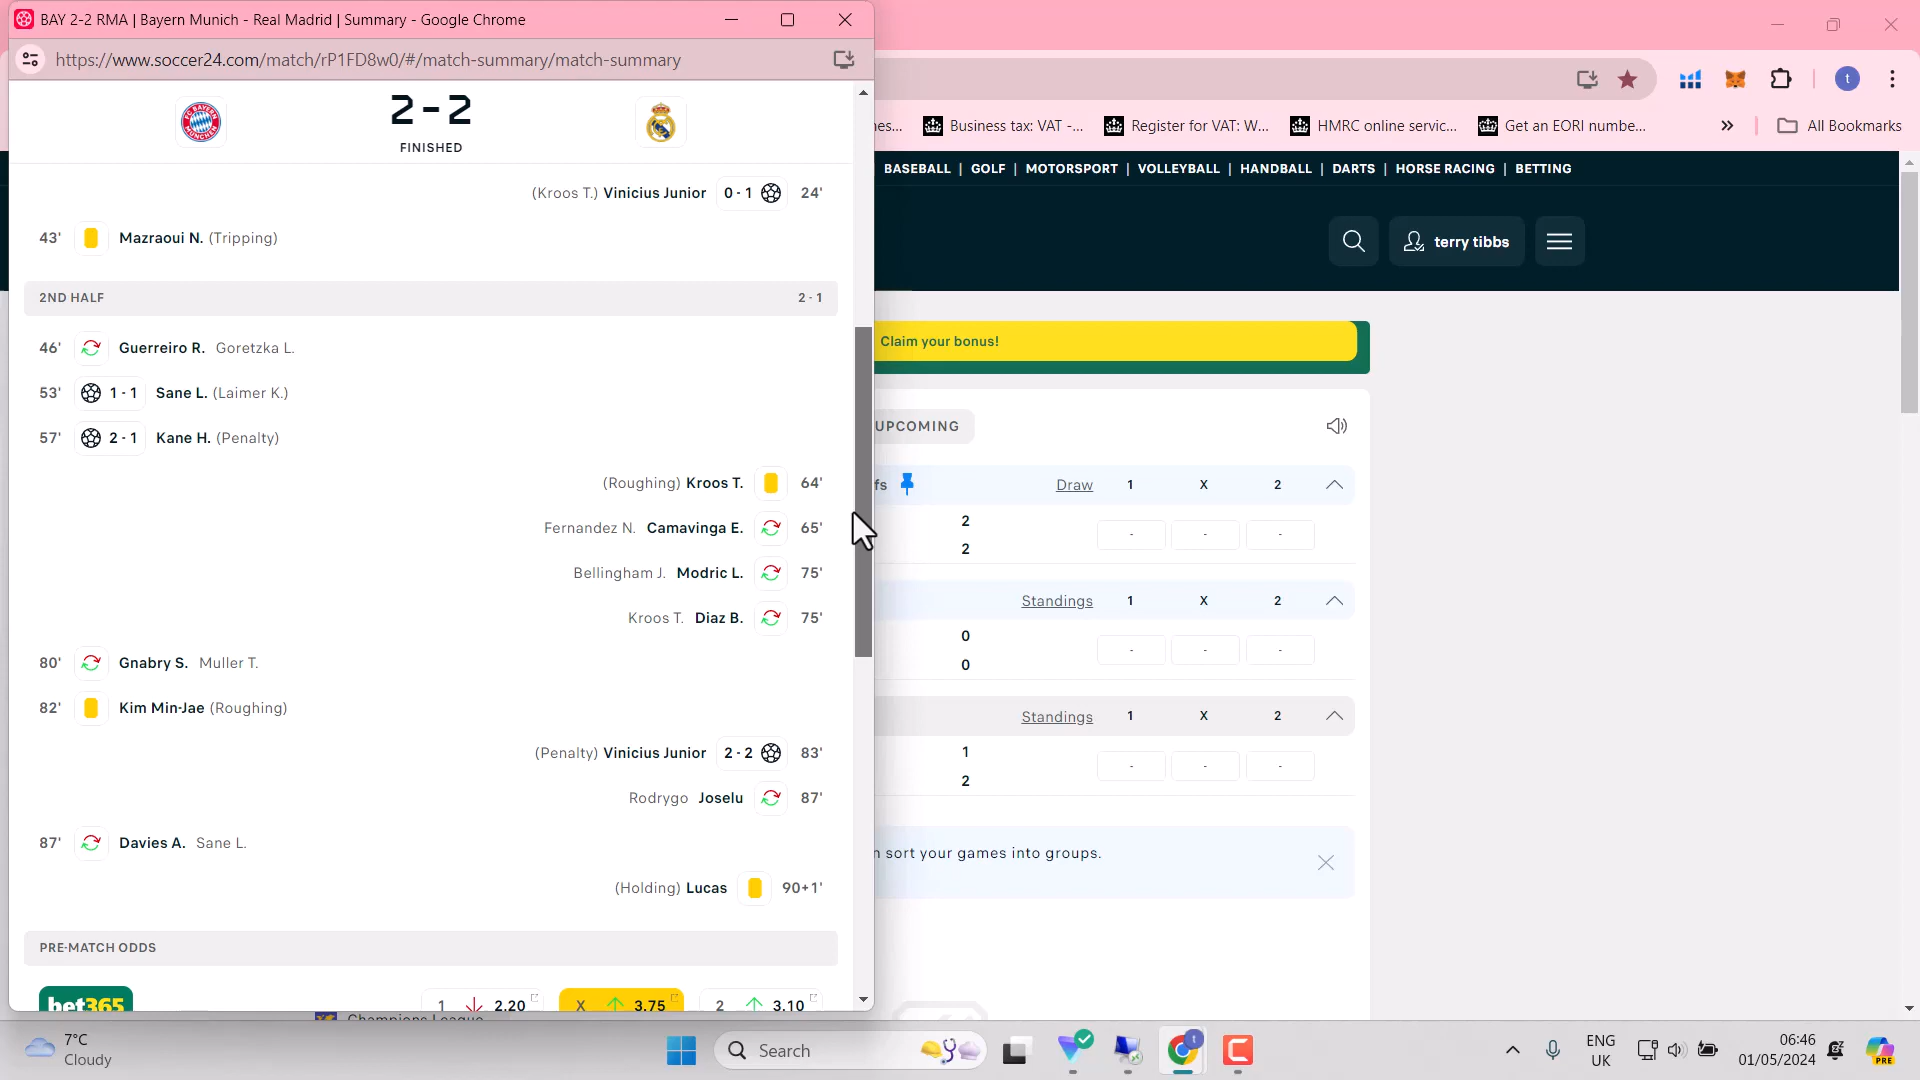 BAY 2-2 RMA | Bayern Munich - Real Madrid | Summary - Google Chrome
https://www.soccer24.com/match/rP1FD8w0/#/match-summary/match-summary
2 - 2
FINISHED
(Kroos T.) Vinicius Junior 0 - 1 24'
43' Mazraoui N. (Tripping)
2ND HALF 2 - 1
46' Guerreiro R. Goretzka L.
53' 1 - 1 Sane L. (Laimer K.)
57' 2 - 1 Kane H. (Penalty)
(Roughing) Kroos T. 64'
Fernandez N. Camavinga E. 65'
Bellingham J. Modric L. 75'
Kroos T. Diaz B. 75'
80' Gnabry S. Muller T.
82' Kim Min-Jae (Roughing)
(Penalty) Vinicius Junior 2 - 2 83'
Rodrygo Joselu 87'
87' Davies A. Sane L.
(Holding) Lucas 90+1'
PRE-MATCH ODDS
bet365 1 2.20 X 3.75 2 3.10
Champions League
t
es... Business tax: VAT -... Register for VAT: W... HMRC online servic... Get an EORI numbe... » All Bookmarks
BASEBALL | GOLF | MOTORSPORT | VOLLEYBALL | HANDBALL | DARTS | HORSE RACING | BETTING
terry tibbs
Claim your bonus!
UPCOMING
fs Draw 1 X 2
2 - - -
2
Standings 1 X 2
0 - - -
0
Standings 1 X 2
1 - - -
2
n sort your games into groups.
7°C
Cloudy
Search
ENG
UK
06:46
01/05/2024
PRE